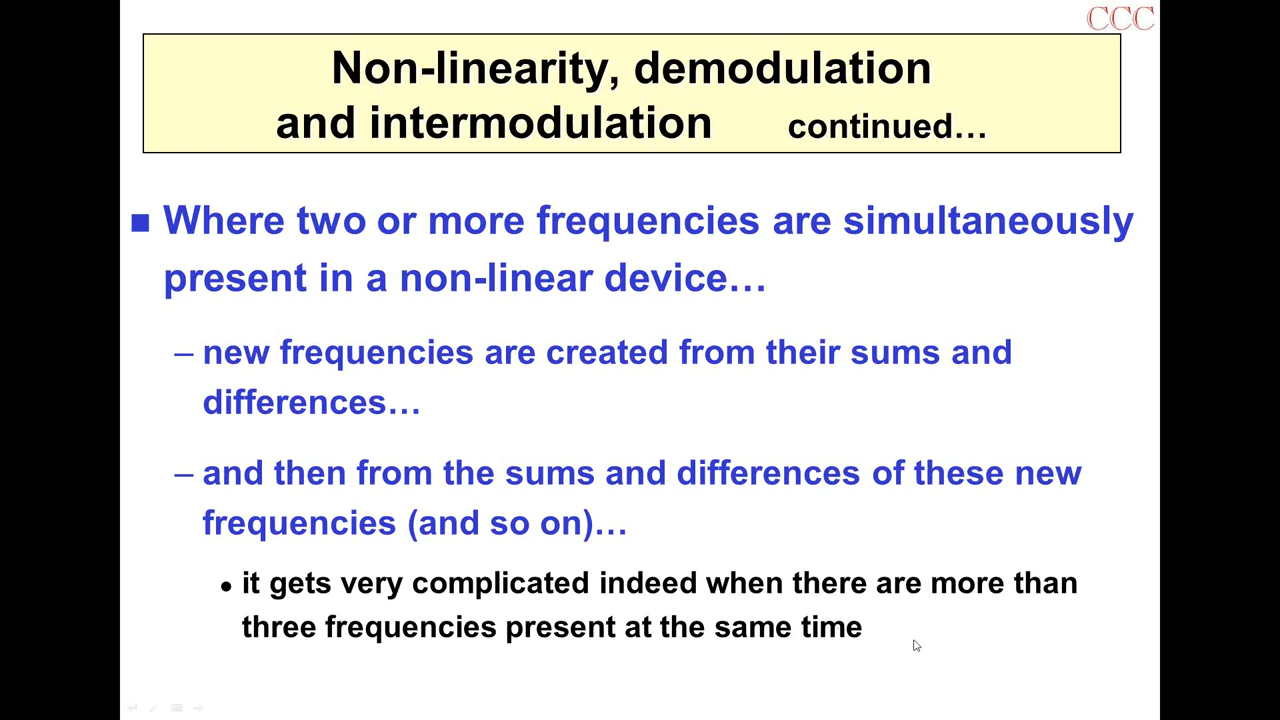 CCC
Non-linearity, demodulation
and intermodulation continued…
Where two or more frequencies are simultaneously
present in a non-linear device…
– new frequencies are created from their sums and
differences…
– and then from the sums and differences of these new
frequencies (and so on)…
• it gets very complicated indeed when there are more than
three frequencies present at the same time